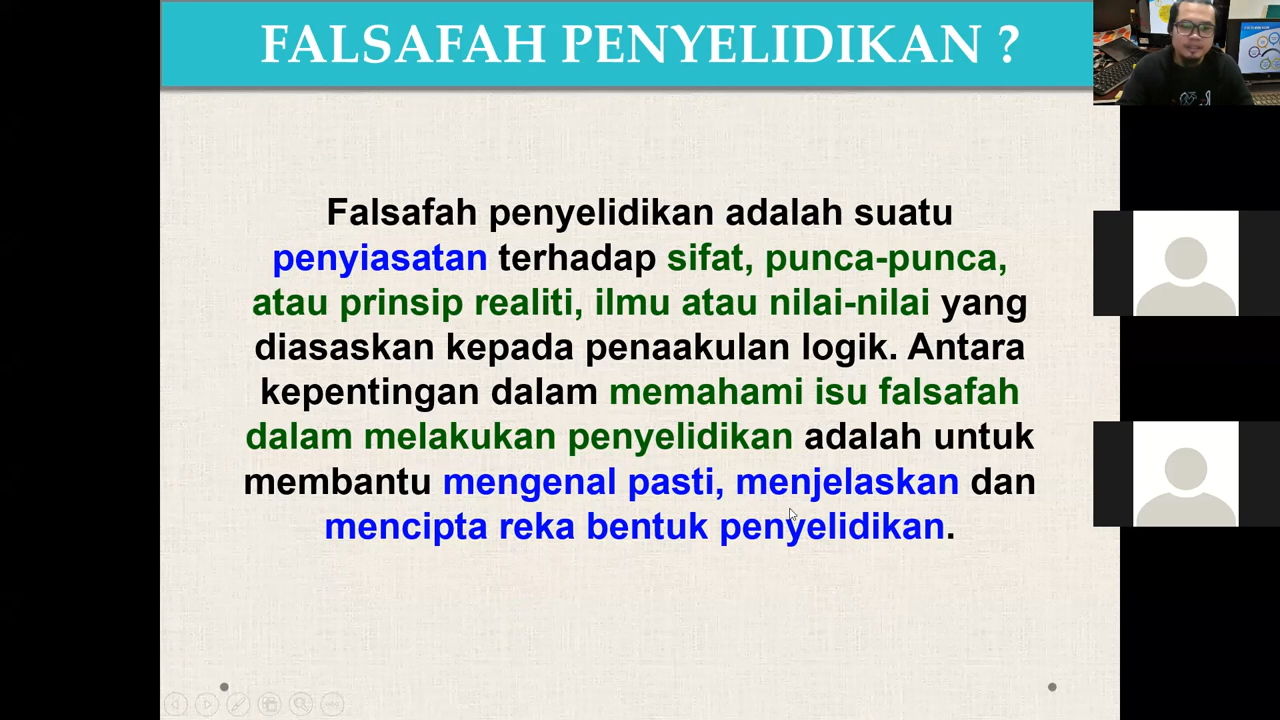 FALSAFAH PENYELIDIKAN ?
Falsafah penyelidikan adalah suatu
penyiasatan terhadap sifat, punca-punca,
atau prinsip realiti, ilmu atau nilai-nilai yang
diasaskan kepada penaakulan logik. Antara
kepentingan dalam memahami isu falsafah
dalam melakukan penyelidikan adalah untuk
membantu mengenal pasti, menjelaskan dan
mencipta reka bentuk penyelidikan.